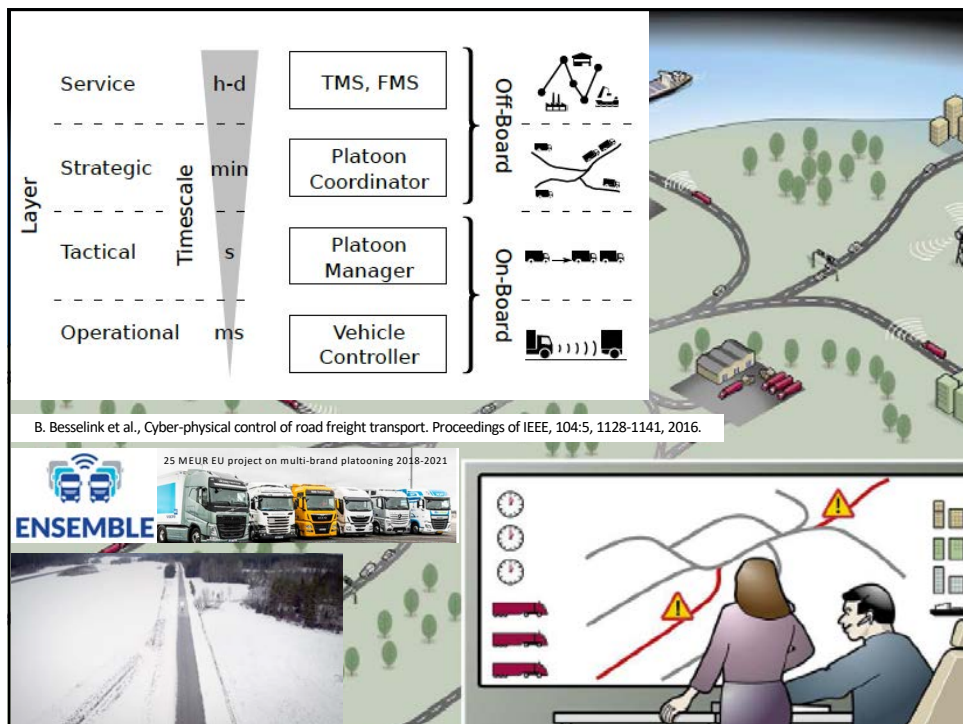 Layer
Timescale
Service h-d TMS, FMS
Strategic min Platoon
Coordinator
Off-Board
Tactical s Platoon
Manager
Operational ms Vehicle
Controller
On-Board
B. Besselink et al., Cyber-physical control of road freight transport. Proceedings of IEEE, 104:5, 1128-1141, 2016.
ENSEMBLE
25 MEUR EU project on multi-brand platooning 2018-2021